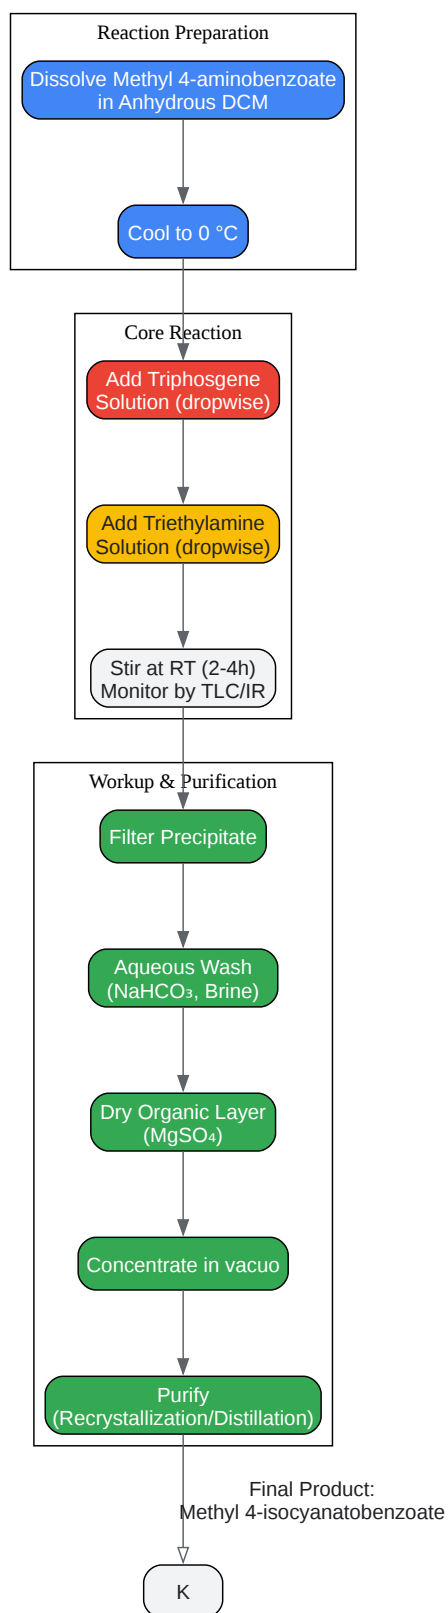 Reaction Preparation
Dissolve Methyl 4-aminobenzoate
in Anhydrous DCM
Cool to 0 °C
Core Reaction
Add Triphosgene
Solution (dropwise)
Add Triethylamine
Solution (dropwise)
Stir at RT (2-4h)
Monitor by TLC/IR
Workup & Purification
Filter Precipitate
Aqueous Wash
(NaHCO₃, Brine)
Dry Organic Layer
(MgSO₄)
Concentrate in vacuo
Purify
(Recrystallization/Distillation)
Final Product:
Methyl 4-isocyanatobenzoate
K